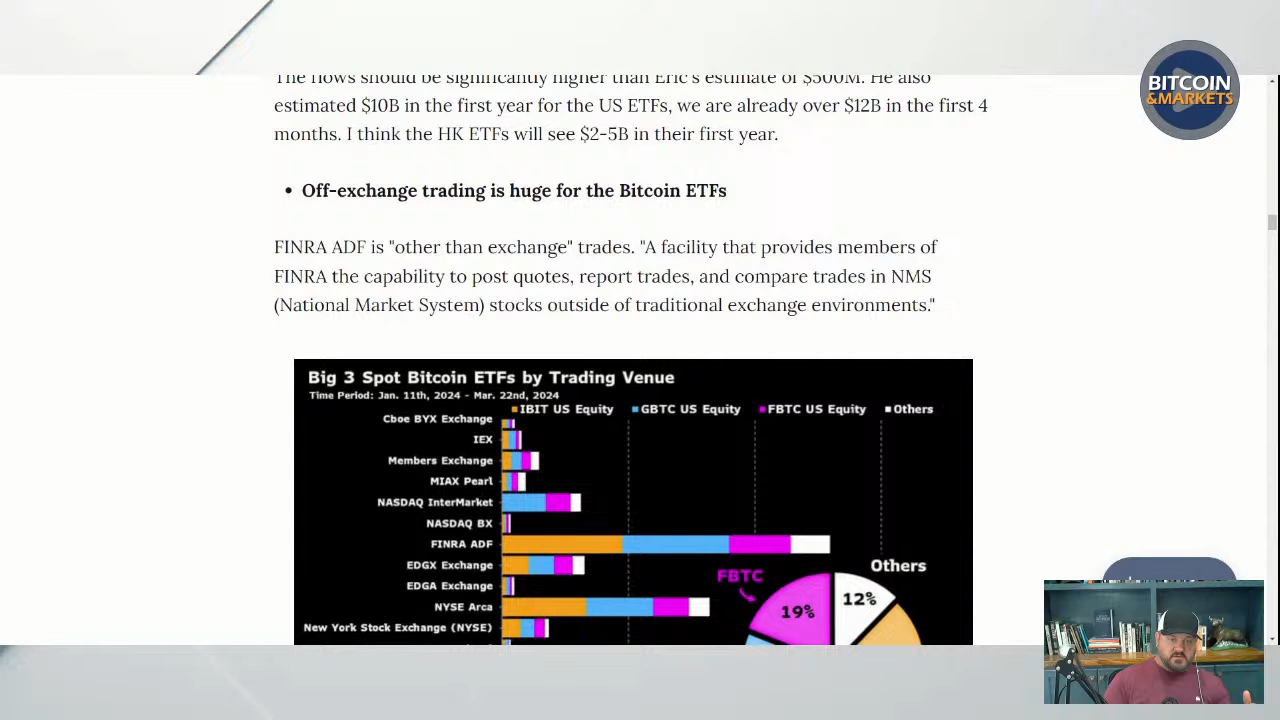 The flows should be significantly higher than Eric's estimate of $500M. He also
estimated $10B in the first year for the US ETFs, we are already over $12B in the first 4
months. I think the HK ETFs will see $2-5B in their first year.
• Off-exchange trading is huge for the Bitcoin ETFs
FINRA ADF is "other than exchange" trades. "A facility that provides members of
FINRA the capability to post quotes, report trades, and compare trades in NMS
(National Market System) stocks outside of traditional exchange environments."
Big 3 Spot Bitcoin ETFs by Trading Venue
Time Period: Jan. 11th, 2024 - Mar. 22nd, 2024
IBIT US Equity GBTC US Equity FBTC US Equity Others
Cboe BYX Exchange
IEX
Members Exchange
MIAX Pearl
NASDAQ InterMarket
NASDAQ BX
FINRA ADF
EDGX Exchange
EDGA Exchange
NYSE Arca
New York Stock Exchange (NYSE)
FBTC
Others
19%
12%
BITCOIN
&MARKETS